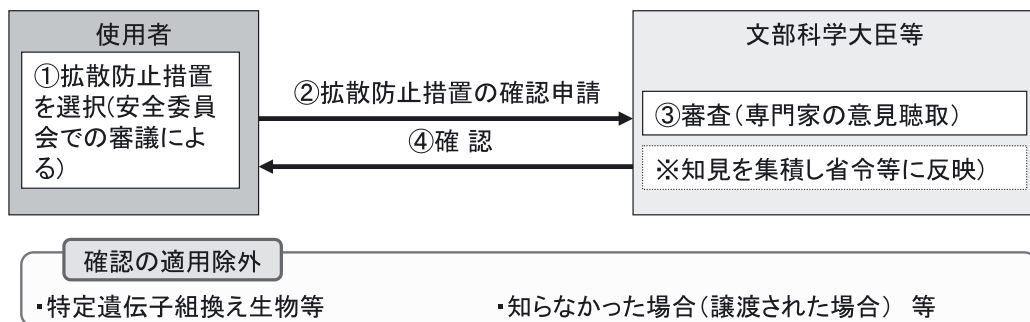 使用者
①拡散防止措置
を選択(安全委員
会での審議によ
る)
②拡散防止措置の確認申請
④確 認
文部科学大臣等
③審査(専門家の意見聴取)
※知見を集積し省令等に反映)
確認の適用除外
・特定遺伝子組換え生物等
・知らなかった場合(譲渡された場合) 等